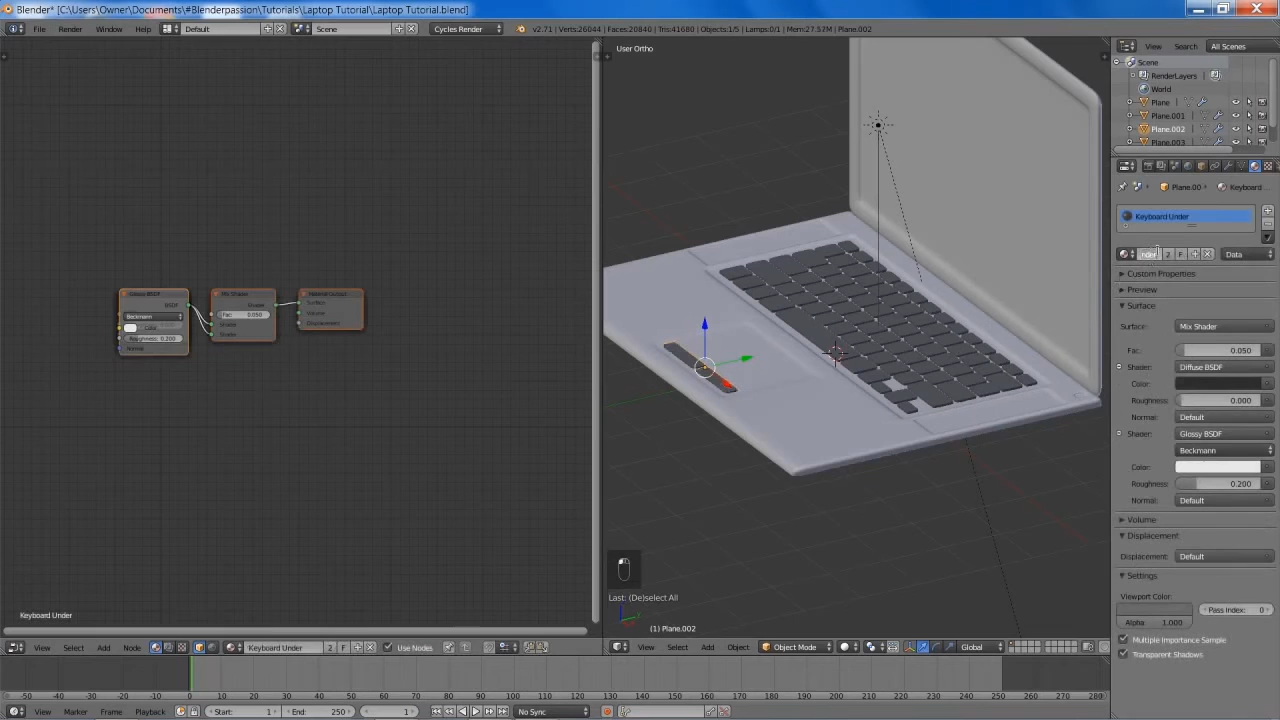 Blender* [C:\Users\Owner\Documents\#Blenderpassion\Tutorials\Laptop Tutorial\Laptop Tutorial.blend]
File Render Window Help Default Scene Cycles Render v2.71 | Verts:26044 | Faces:20840 | Tris:41680 | Objects:1/5 | Lamps:0/1 | Mem:27.57M | Plane.002
View Search All Scenes
User Ortho
Scene
RenderLayers
World
Plane
Plane.001
Plane.002
Plane.003
Plane.00 Keyboard ...
Keyboard Under
2 F Data
Custom Properties
Preview
Surface
Surface: Mix Shader
Fac: 0.050
Shader: Diffuse BSDF
Color:
Roughness: 0.000
Normal: Default
Shader: Glossy BSDF
Beckmann
Color:
Roughness: 0.200
Normal: Default
Volume
Displacement
Displacement: Default
Settings
Viewport Color:
Alpha 1.000
Pass Index: 0
Multiple Importance Sample
Transparent Shadows
Glossy BSDF
BSDF
Beckmann
Color
Roughness: 0.200
Normal
Mix Shader
Shader
Fac: 0.050
Shader
Shader
Material Output
Surface
Volume
Displacement
Last: (De)select All
Keyboard Under
(1) Plane.002
View Select Add Node Keyboard Under 2 F Use Nodes
View Select Add Object Object Mode Global
-50 -40 -30 -20 -10 0 10 20 30 40 50 60 70 80 90 100 110 120 130 140 150 160 170 180 190 200 210 220 230 240 250 260 270 280
View Marker Frame Playback Start: 1 End: 250 1 No Sync